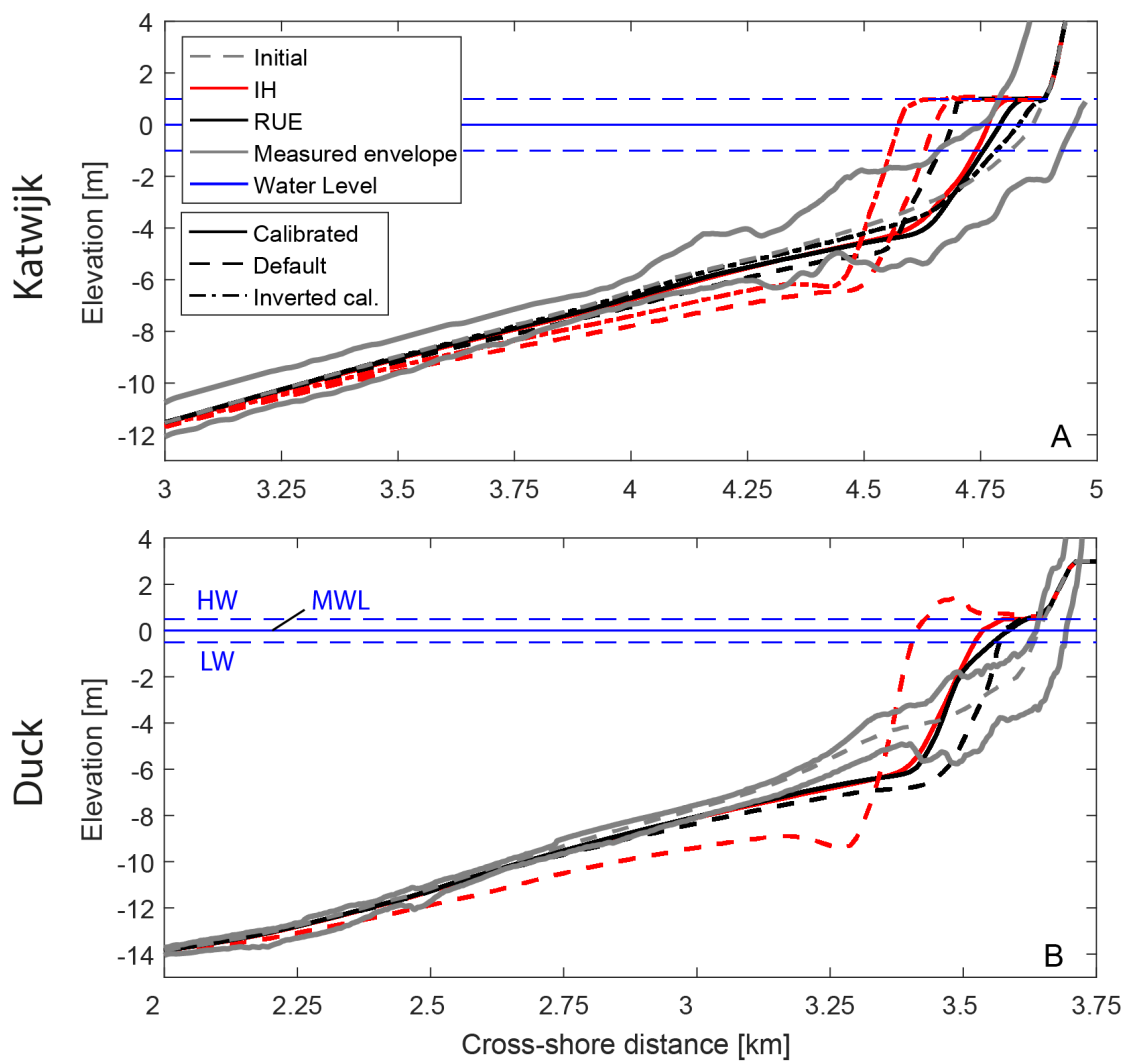 Katwijk
Elevation [m]
4
2
0
-2
-4
-6
-8
-10
-12
Initial
IH
RUE
Measured envelope
Water Level
Calibrated
Default
Inverted cal.
A
3 3.25 3.5 3.75 4 4.25 4.5 4.75 5
Duck
Elevation [m]
4
2
0
-2
-4
-6
-8
-10
-12
-14
HW MWL
LW
B
2 2.25 2.5 2.75 3 3.25 3.5 3.75
Cross-shore distance [km]